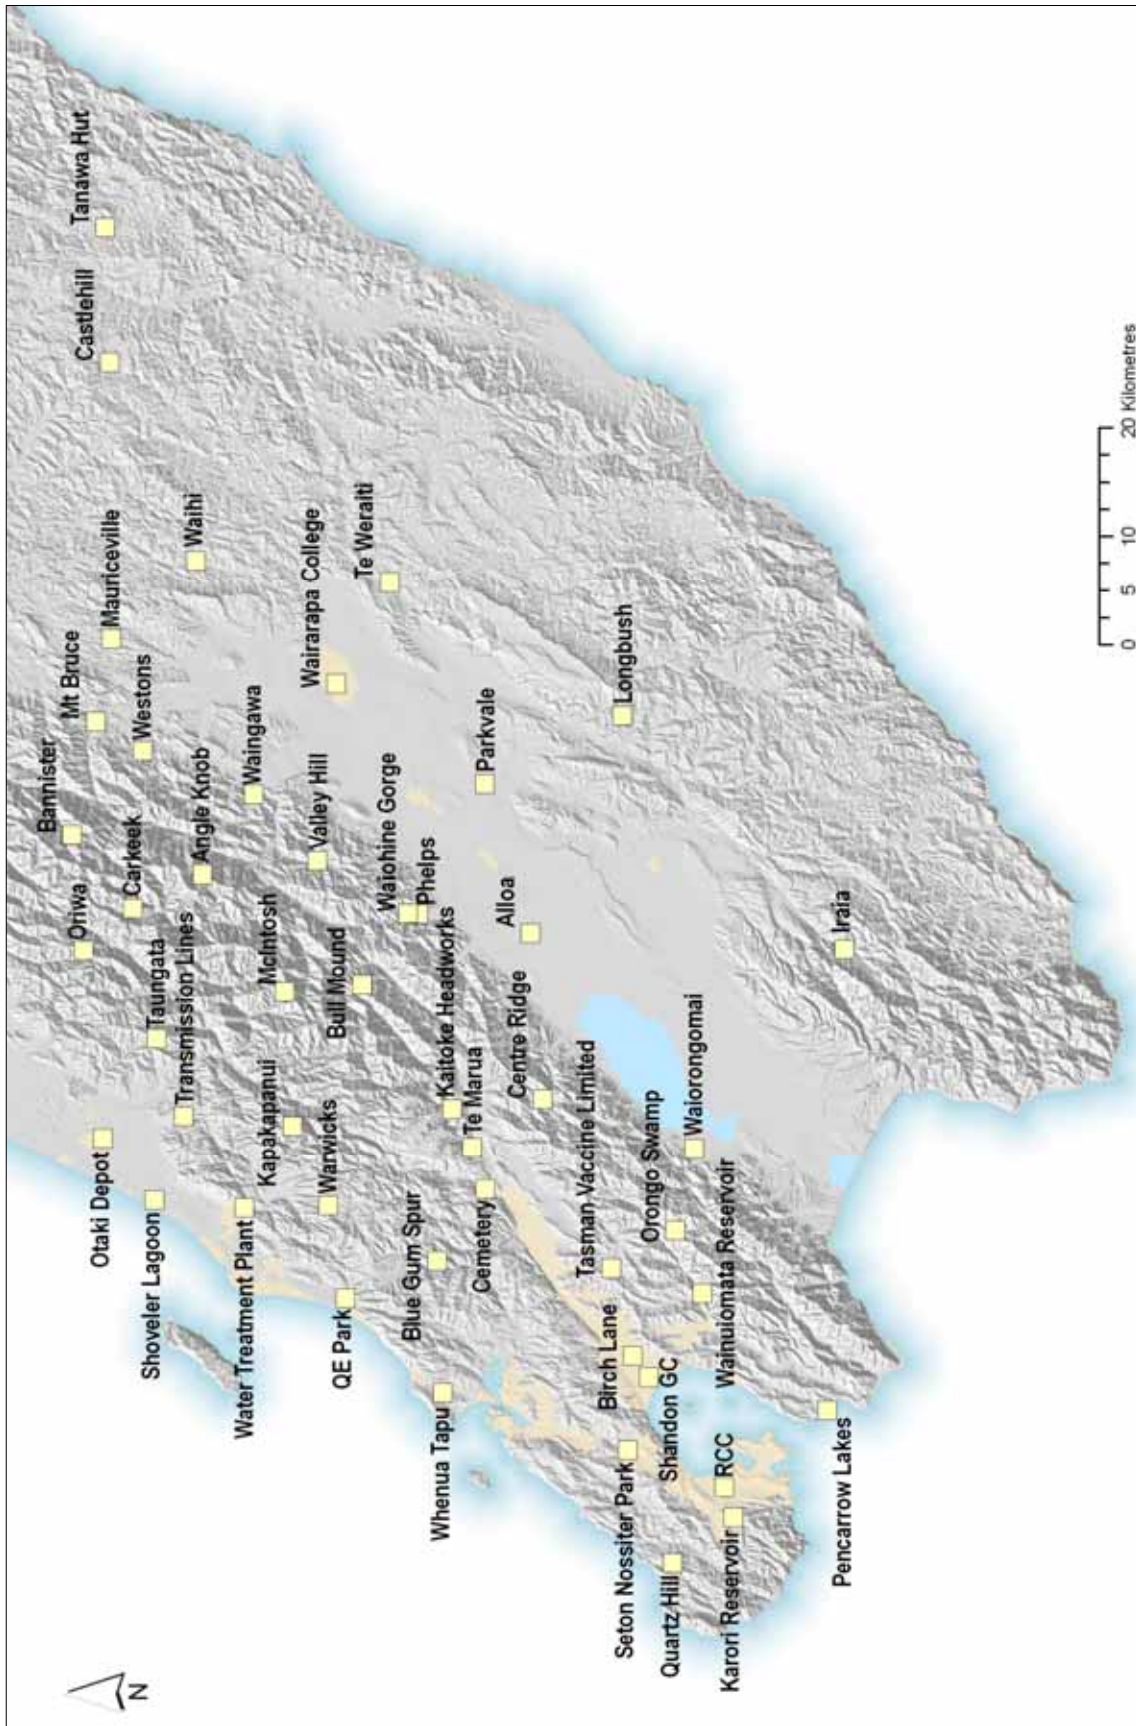 Tanawa Hut
Castlehill
Mauriceville
Waihi
Mt Bruce
Westons
Bannister
Wairarapa College
Te Weraiti
Waingawa
Angle Knob
Carkeek
Oriwa
Valley Hill
Longbush
Parkvale
Waiohine Gorge
Phelps
Transmission Lines
Taungata
McIntosh
Bull Mound
Alloa
Iraia
Otaki Depot
Kapakapanui
Kaitoke Headworks
Te Marua
Centre Ridge
Shoveler Lagoon
Warwicks
Waiorongomai
Water Treatment Plant
Cemetery
Tasman Vaccine Limited
Orongo Swamp
QE Park
Blue Gum Spur
Wainuiomata Reservoir
Whenua Tapu
Birch Lane
Shandon GC
Seton Nossiter Park
RCC
Quartz Hill
Karori Reservoir
Pencarrow Lakes
N
0 5 10 20 Kilometres